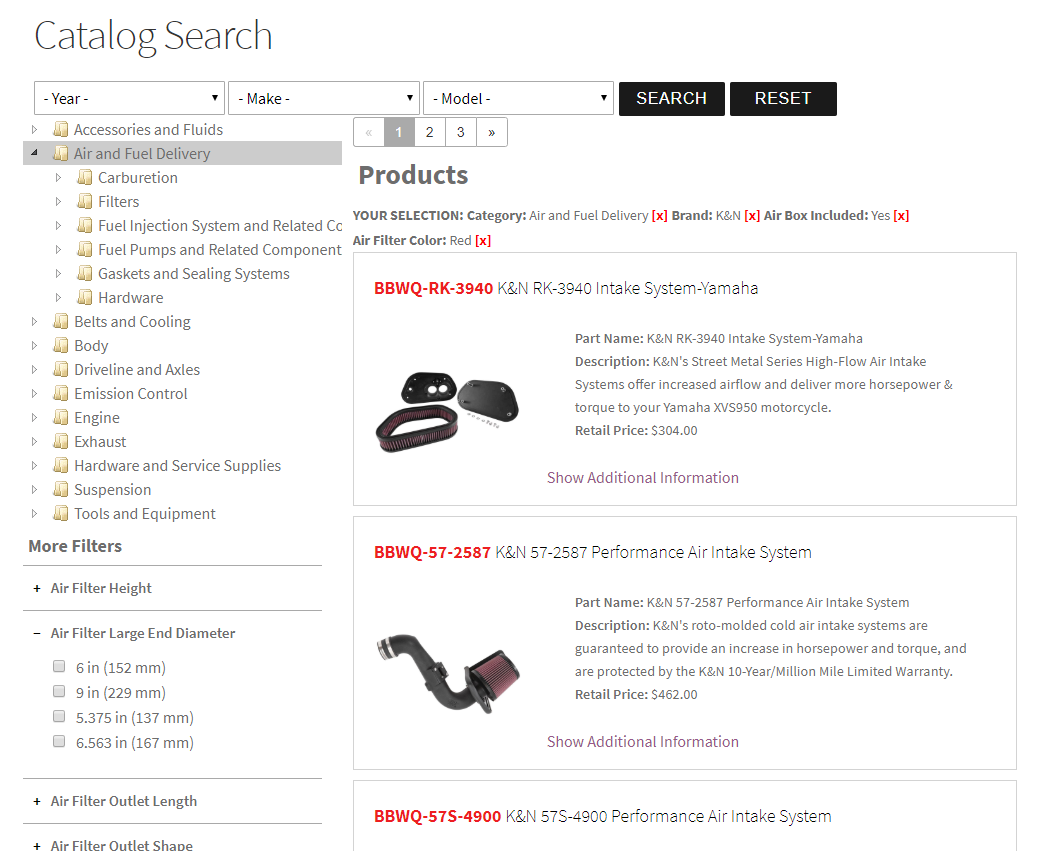 Catalog Search
- Year -
- Make -
- Model -
SEARCH
RESET
Accessories and Fluids
Air and Fuel Delivery
Carburetion
Filters
Fuel Injection System and Related Co
Fuel Pumps and Related Component
Gaskets and Sealing Systems
Hardware
Belts and Cooling
Body
Driveline and Axles
Emission Control
Engine
Exhaust
Hardware and Service Supplies
Suspension
Tools and Equipment
More Filters
+ Air Filter Height
– Air Filter Large End Diameter
6 in (152 mm)
9 in (229 mm)
5.375 in (137 mm)
6.563 in (167 mm)
+ Air Filter Outlet Length
+ Air Filter Outlet Shape
« 1 2 3 »
Products
YOUR SELECTION: Category: Air and Fuel Delivery [x] Brand: K&N [x] Air Box Included: Yes [x]
Air Filter Color: Red [x]
BBWQ-RK-3940 K&N RK-3940 Intake System-Yamaha
Part Name: K&N RK-3940 Intake System-Yamaha
Description: K&N's Street Metal Series High-Flow Air Intake
Systems offer increased airflow and deliver more horsepower &
torque to your Yamaha XVS950 motorcycle.
Retail Price: $304.00
Show Additional Information
BBWQ-57-2587 K&N 57-2587 Performance Air Intake System
Part Name: K&N 57-2587 Performance Air Intake System
Description: K&N's roto-molded cold air intake systems are
guaranteed to provide an increase in horsepower and torque, and
are protected by the K&N 10-Year/Million Mile Limited Warranty.
Retail Price: $462.00
Show Additional Information
BBWQ-57S-4900 K&N 57S-4900 Performance Air Intake System